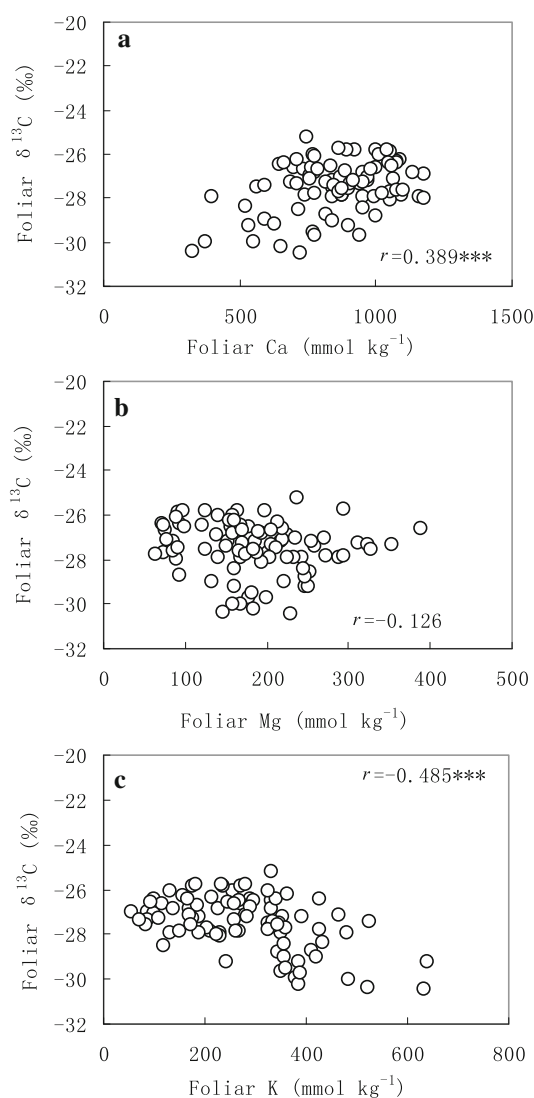 a
-20
-22
-24
-26
-28
-30
-32
Foliar δ ¹³C (‰)
r=0.389***
0 500 1000 1500
Foliar Ca (mmol kg⁻¹)
b
-20
-22
-24
-26
-28
-30
-32
Foliar δ ¹³C (‰)
r=-0.126
0 100 200 300 400 500
Foliar Mg (mmol kg⁻¹)
c
-20
-22
-24
-26
-28
-30
-32
Foliar δ ¹³C (‰)
r=-0.485***
0 200 400 600 800
Foliar K (mmol kg⁻¹)